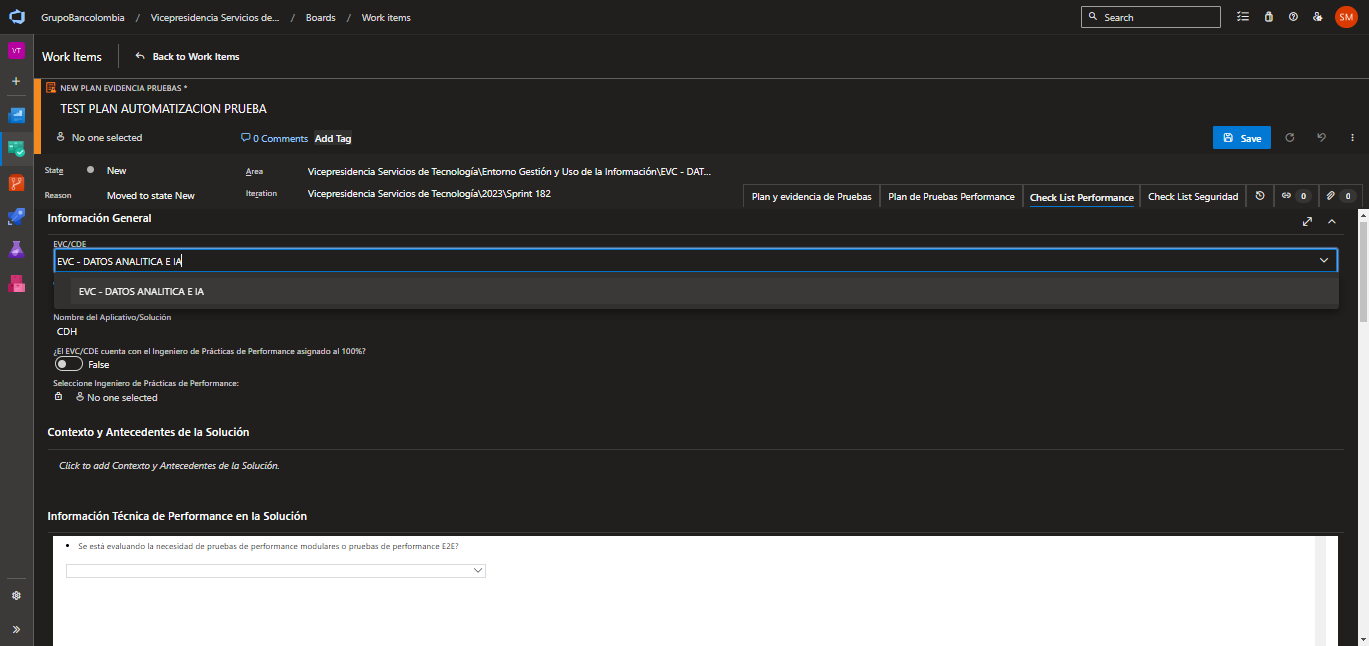 GrupoBancolombia / Vicepresidencia Servicios de... / Boards / Work items
Search
SM
VT
Work Items
Back to Work Items
NEW PLAN EVIDENCIA PRUEBAS *
TEST PLAN AUTOMATIZACION PRUEBA
No one selected
0 Comments
Add Tag
Save
State
New
Area
Vicepresidencia Servicios de Tecnología\Entorno Gestión y Uso de la Información\EVC - DAT...
Reason
Moved to state New
Iteration
Vicepresidencia Servicios de Tecnología\2023\Sprint 182
Plan y evidencia de Pruebas
Plan de Pruebas Performance
Check List Performance
Check List Seguridad
0
0
Información General
EVC/CDE
EVC - DATOS ANALITICA E IA
EVC - DATOS ANALITICA E IA
Nombre del Aplicativo/Solución
CDH
¿El EVC/CDE cuenta con el Ingeniero de Prácticas de Performance asignado al 100%?
False
Seleccione Ingeniero de Prácticas de Performance:
No one selected
Contexto y Antecedentes de la Solución
Click to add Contexto y Antecedentes de la Solución.
Información Técnica de Performance en la Solución
• Se está evaluando la necesidad de pruebas de performance modulares o pruebas de performance E2E?